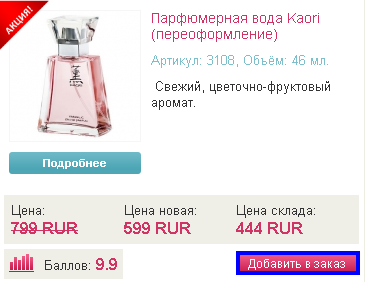 АКЦИЯ!
Парфюмерная вода Kaori
(переоформление)
Артикул: 3108, Объём: 46 мл.
Свежий, цветочно-фруктовый
аромат.
Подробнее
Цена: Цена новая: Цена склада:
799 RUR 599 RUR 444 RUR
Баллов: 9.9
Добавить в заказ